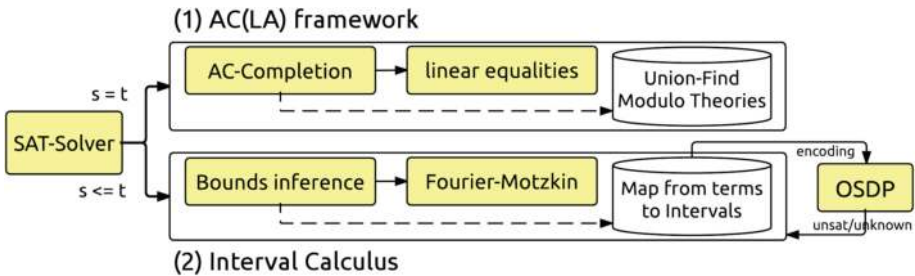 (1) AC(LA) framework
AC-Completion
linear equalities
Union-Find
Modulo Theories
s = t
SAT-Solver
s <= t
Bounds inference
Fourier-Motzkin
Map from terms
to Intervals
encoding
OSDP
unsat/unknown
(2) Interval Calculus